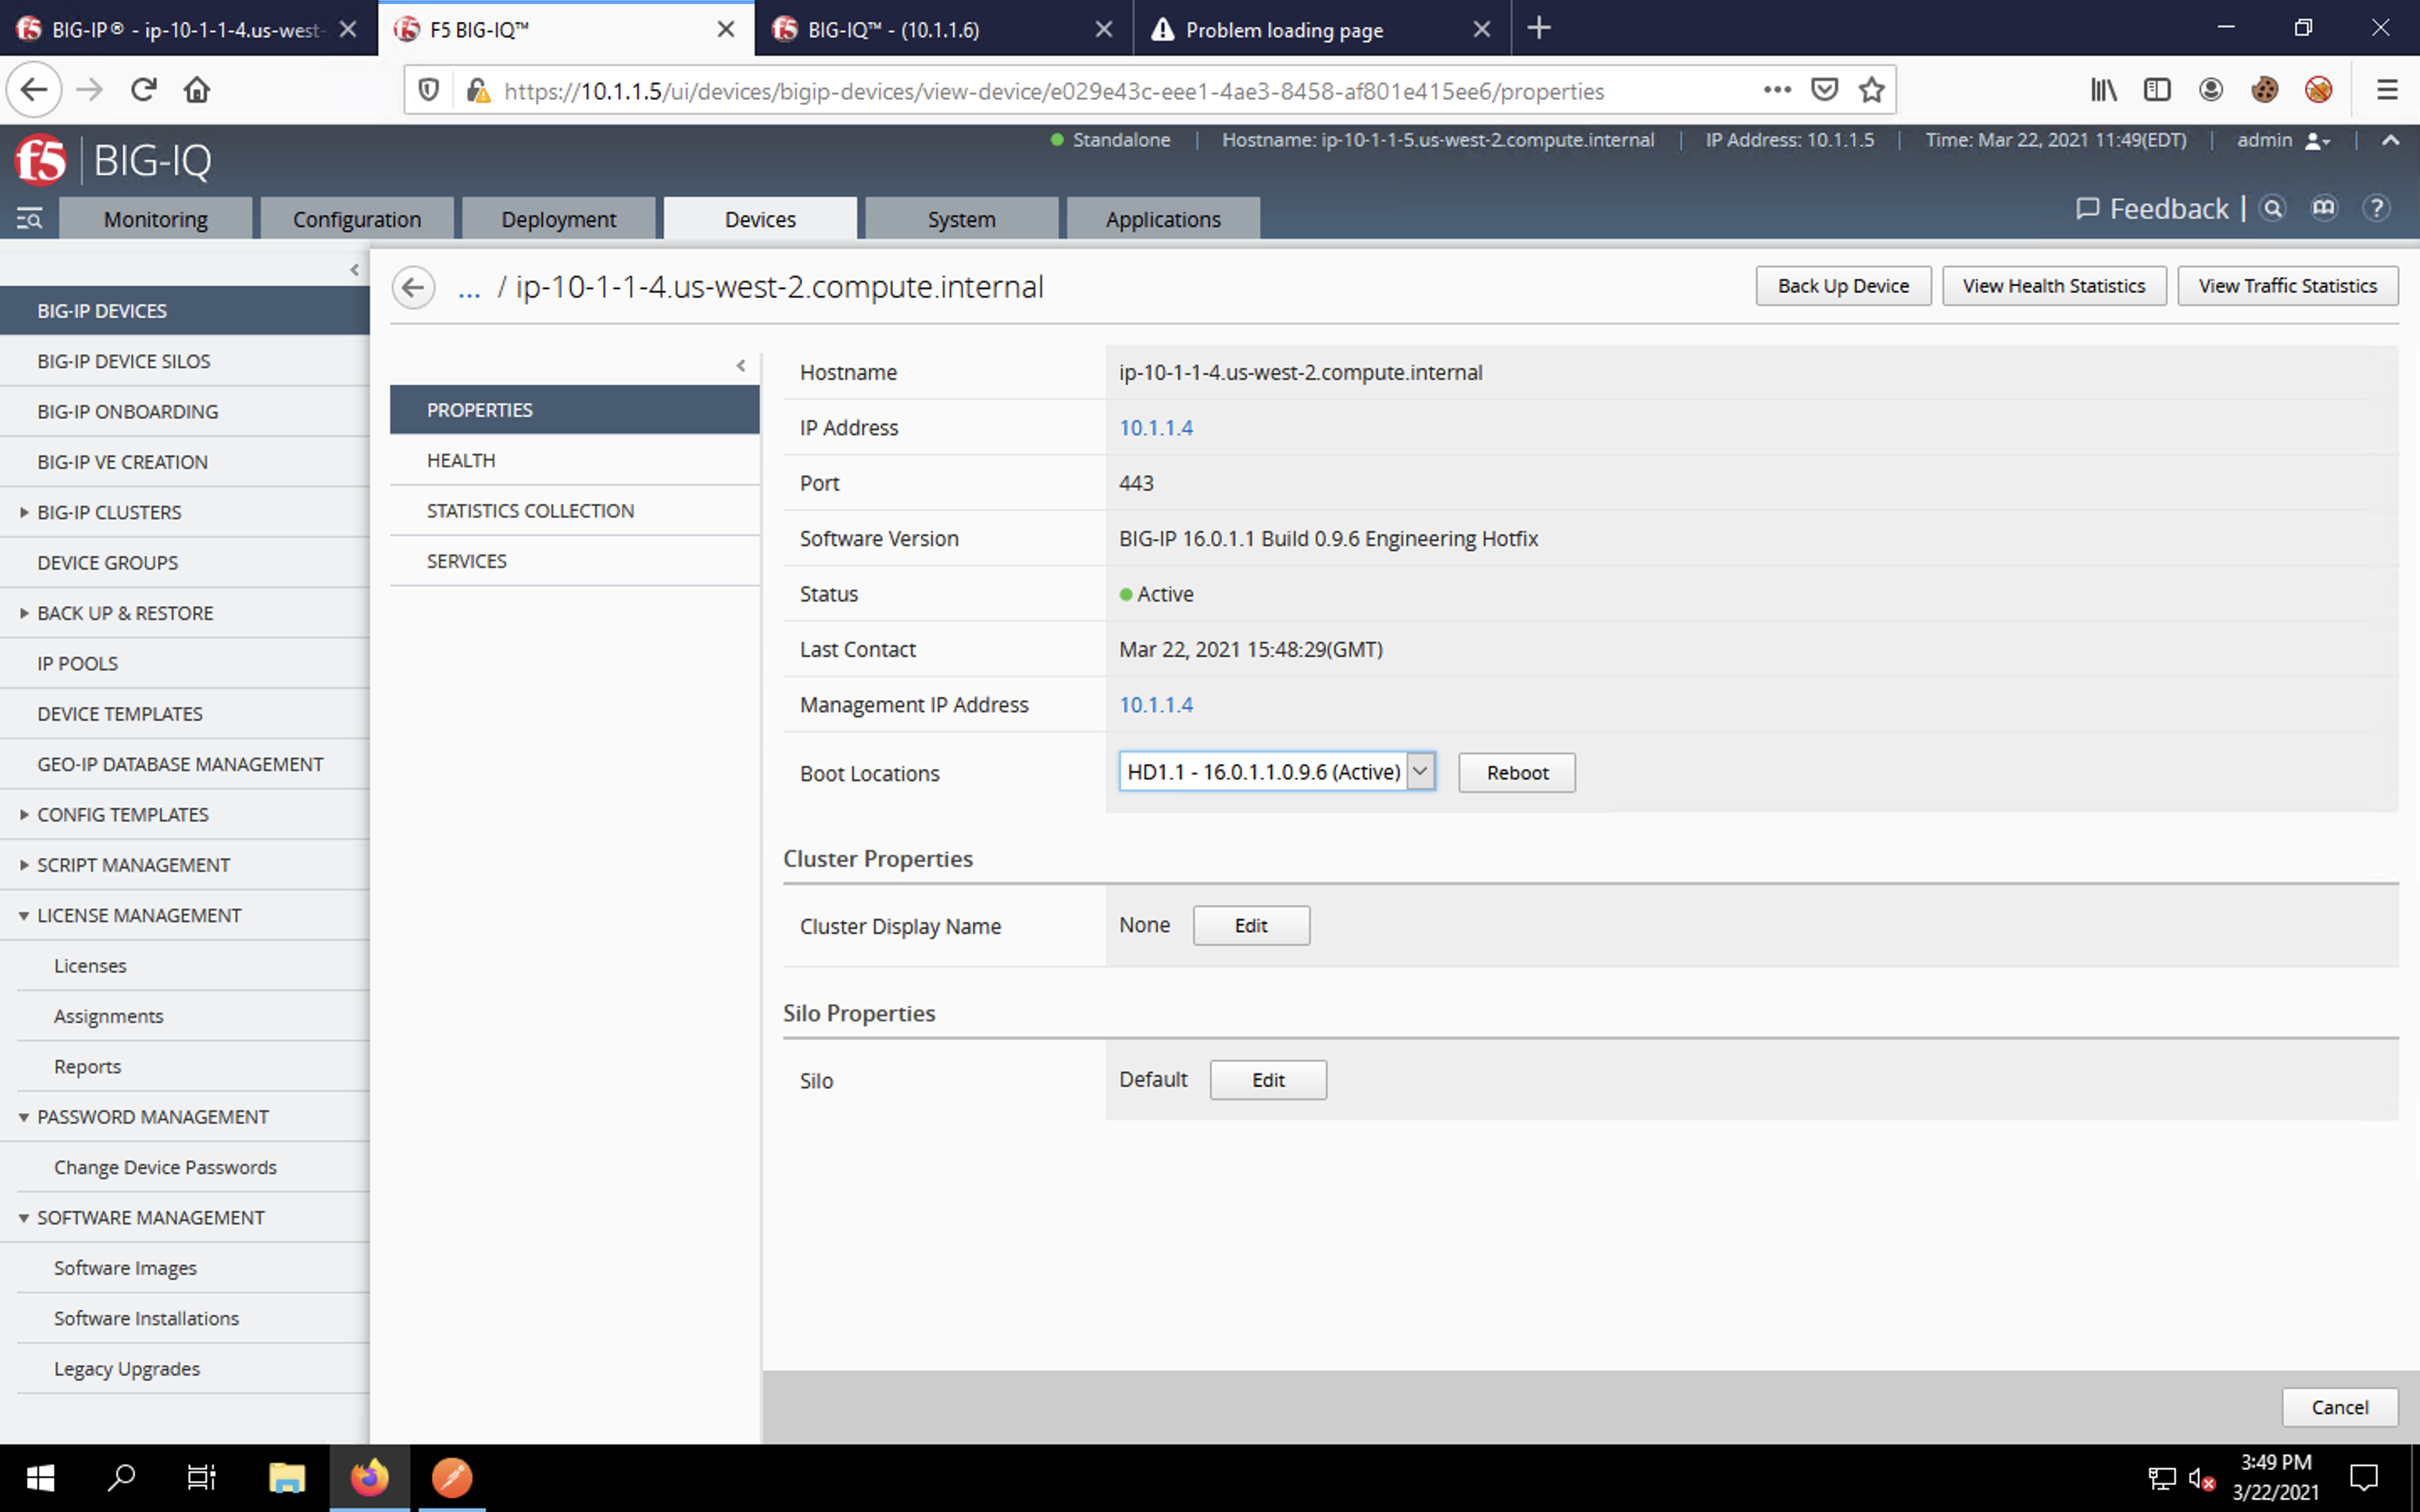 BIG-IP® - ip-10-1-1-4.us-west-
F5 BIG-IQ™
BIG-IQ™ - (10.1.1.6)
Problem loading page
https://10.1.1.5/ui/devices/bigip-devices/view-device/e029e43c-eee1-4ae3-8458-af801e415ee6/properties
f5 BIG-IQ
Standalone | Hostname: ip-10-1-1-5.us-west-2.compute.internal | IP Address: 10.1.1.5 | Time: Mar 22, 2021 11:49(EDT) | admin
Monitoring
Configuration
Deployment
Devices
System
Applications
Feedback
BIG-IP DEVICES
BIG-IP DEVICE SILOS
BIG-IP ONBOARDING
BIG-IP VE CREATION
BIG-IP CLUSTERS
DEVICE GROUPS
BACK UP & RESTORE
IP POOLS
DEVICE TEMPLATES
GEO-IP DATABASE MANAGEMENT
CONFIG TEMPLATES
SCRIPT MANAGEMENT
LICENSE MANAGEMENT
Licenses
Assignments
Reports
PASSWORD MANAGEMENT
Change Device Passwords
SOFTWARE MANAGEMENT
Software Images
Software Installations
Legacy Upgrades
... / ip-10-1-1-4.us-west-2.compute.internal
Back Up Device
View Health Statistics
View Traffic Statistics
PROPERTIES
HEALTH
STATISTICS COLLECTION
SERVICES
Hostname ip-10-1-1-4.us-west-2.compute.internal
IP Address 10.1.1.4
Port 443
Software Version BIG-IP 16.0.1.1 Build 0.9.6 Engineering Hotfix
Status Active
Last Contact Mar 22, 2021 15:48:29(GMT)
Management IP Address 10.1.1.4
Boot Locations HD1.1 - 16.0.1.1.0.9.6 (Active) Reboot
Cluster Properties
Cluster Display Name None Edit
Silo Properties
Silo Default Edit
Cancel
3:49 PM
3/22/2021